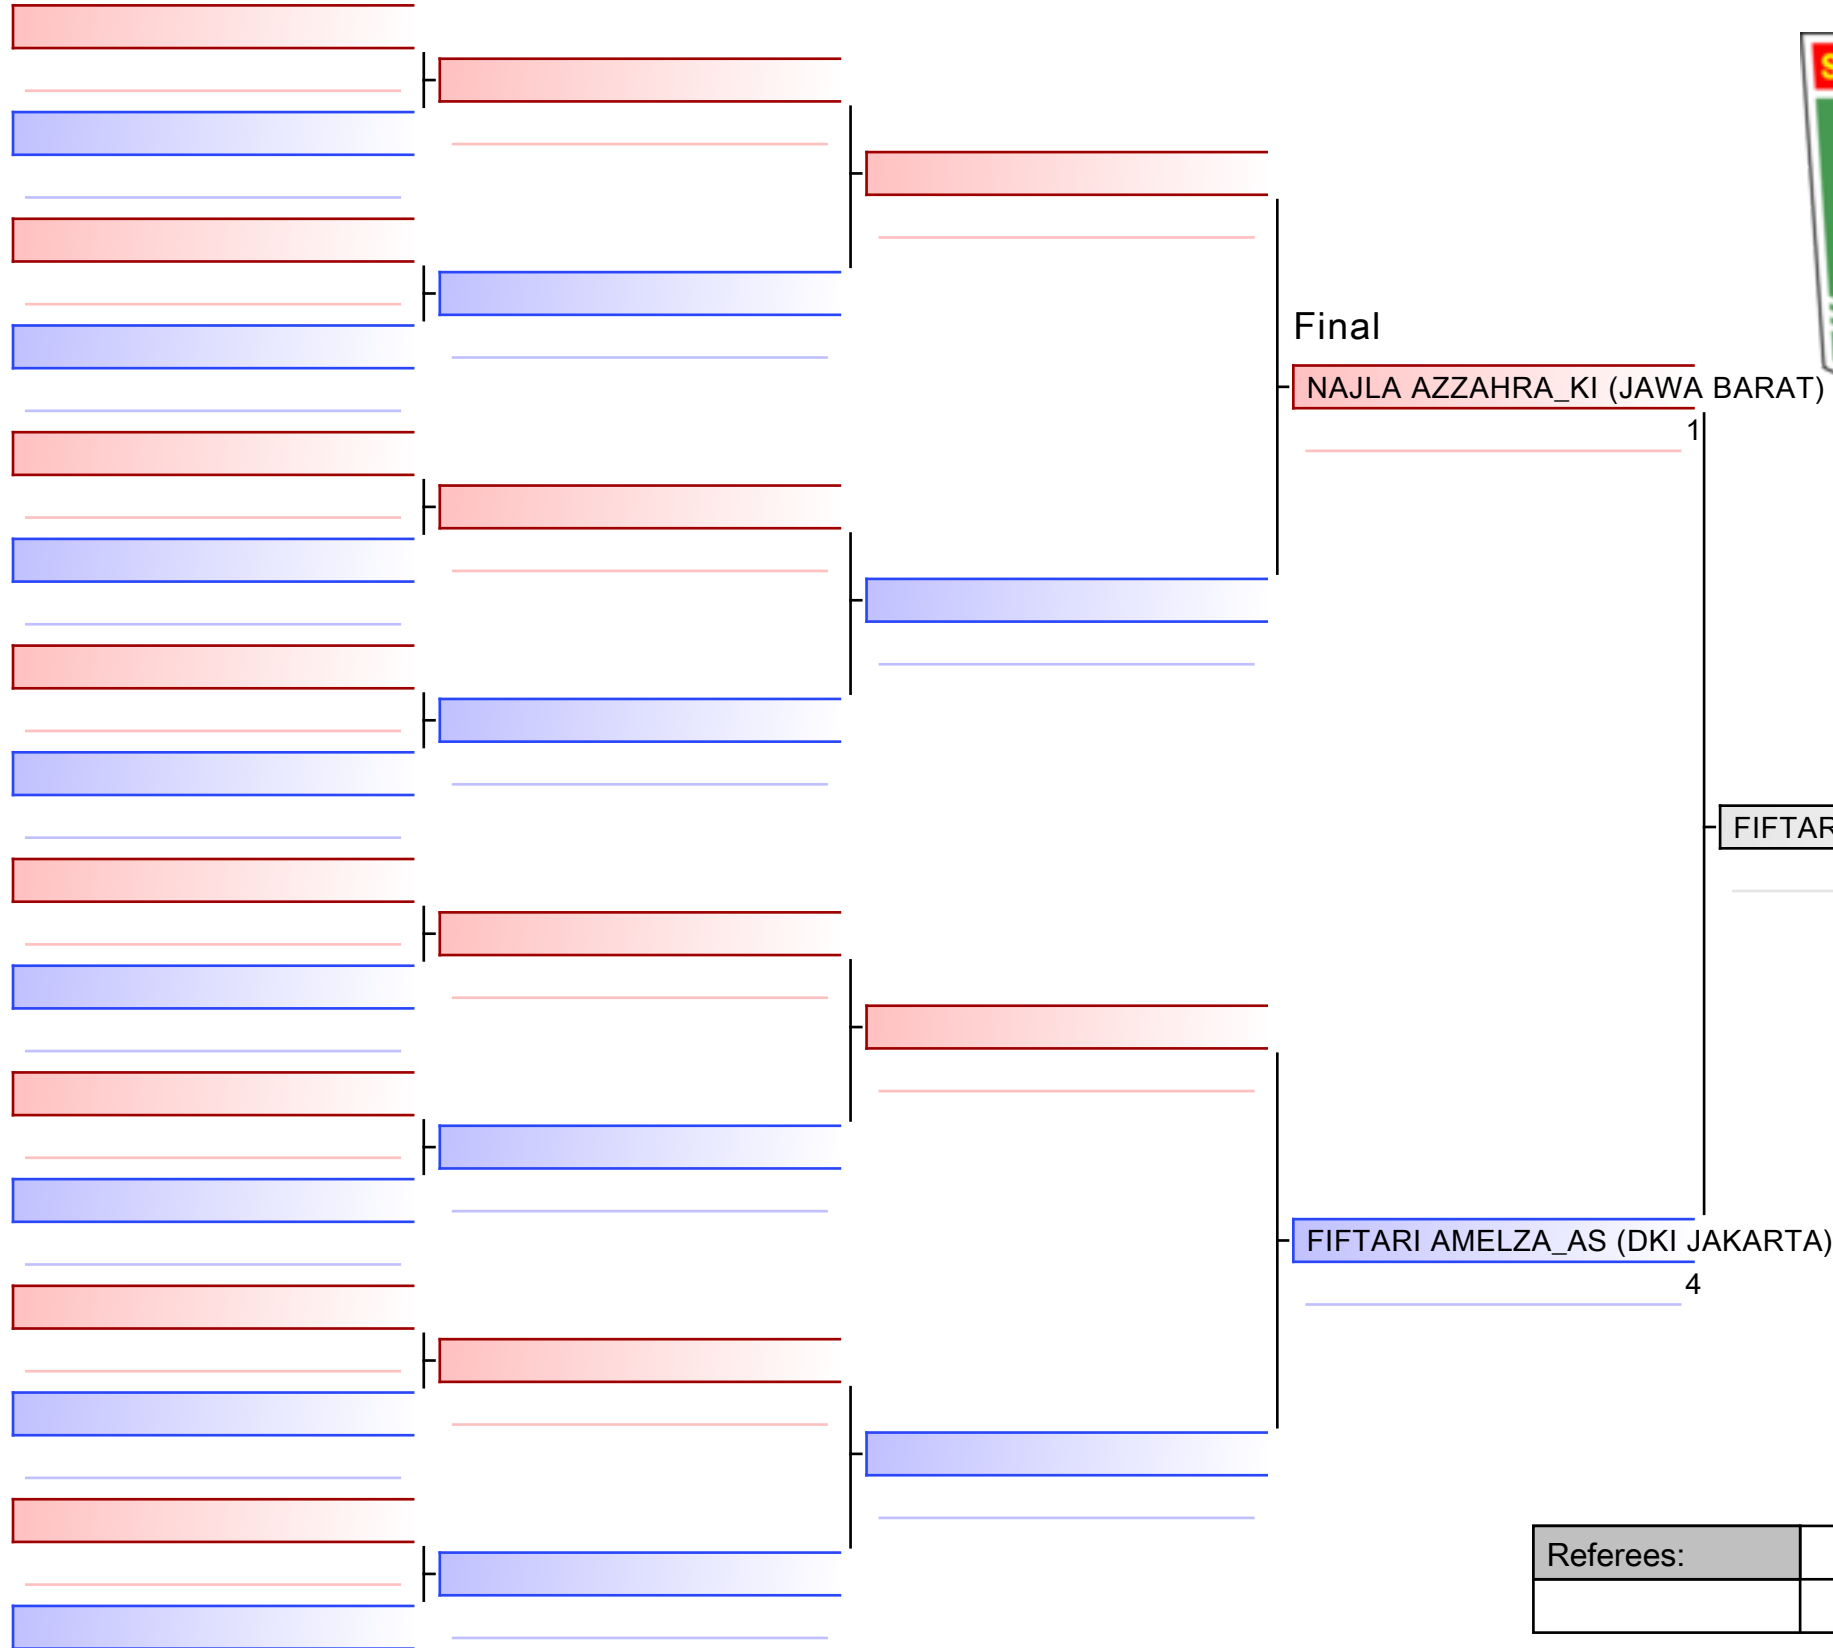 Final
NAJLA AZZAHRA_KI (JAWA BARAT)
1
FIFTAR
FIFTARI AMELZA_AS (DKI JAKARTA)
4
Referees: